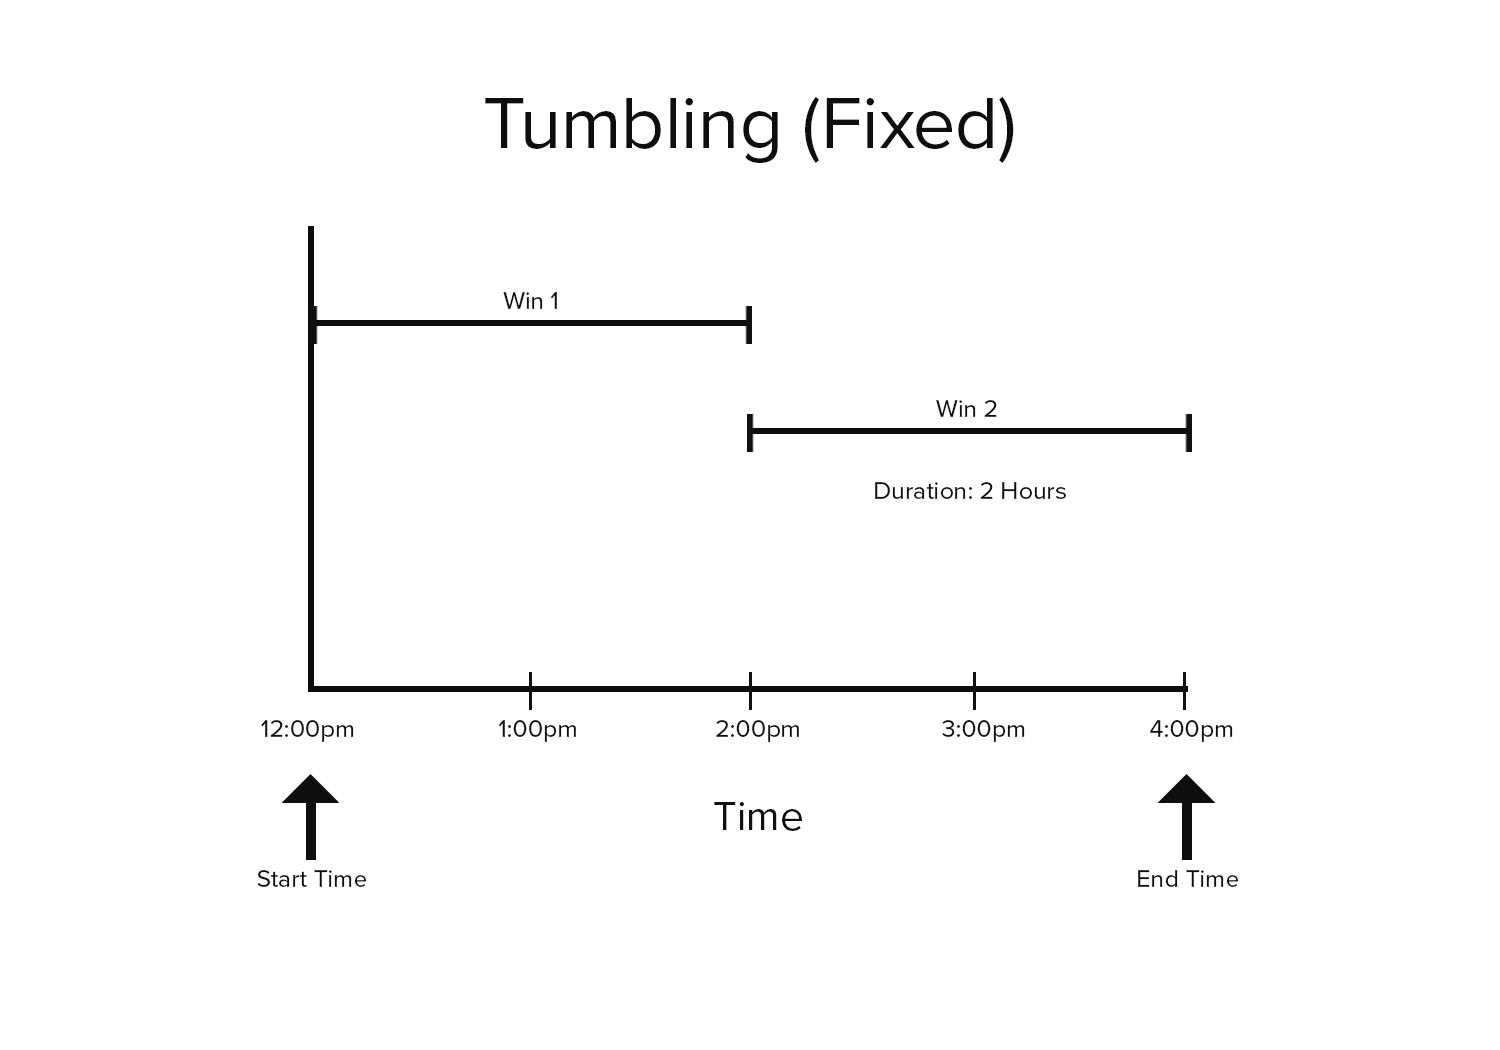 Tumbling (Fixed)
Win 1
Win 2
Duration: 2 Hours
12:00pm 1:00pm 2:00pm 3:00pm 4:00pm
Time
Start Time End Time